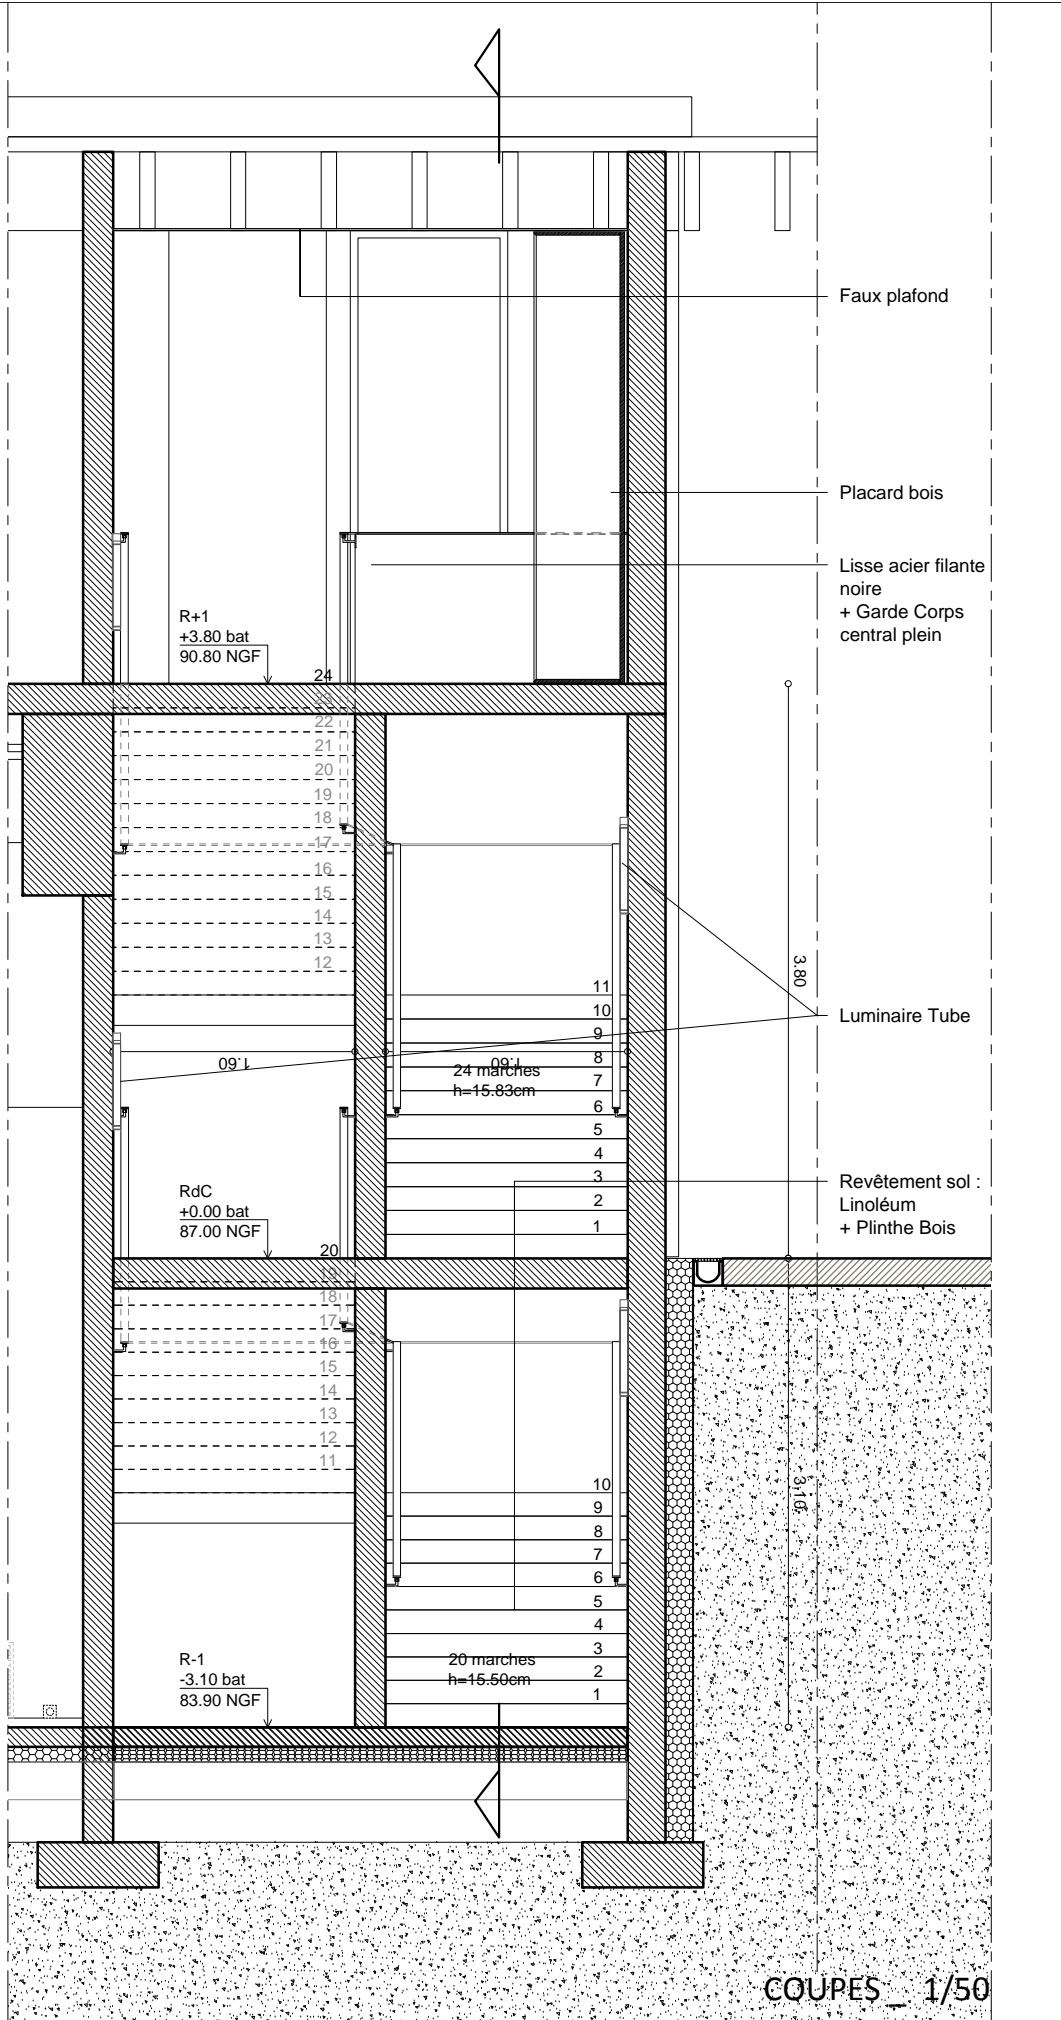 Faux plafond
Placard bois
Lisse acier filante
noire
+ Garde Corps
central plein
R+1
+3.80 bat
90.80 NGF
24
23
22
21
20
19
18
17
16
15
14
13
12
11
10
9
8
7
6
5
4
3
2
1
3.80
Luminaire Tube
1.60
1.60
24 marches
h=15.83cm
Revêtement sol :
Linoléum
+ Plinthe Bois
RdC
+0.00 bat
87.00 NGF
20
19
18
17
16
15
14
13
12
11
10
9
8
7
6
5
4
3
2
1
3.10
R-1
-3.10 bat
83.90 NGF
20 marches
h=15.50cm
COUPES _ 1/50